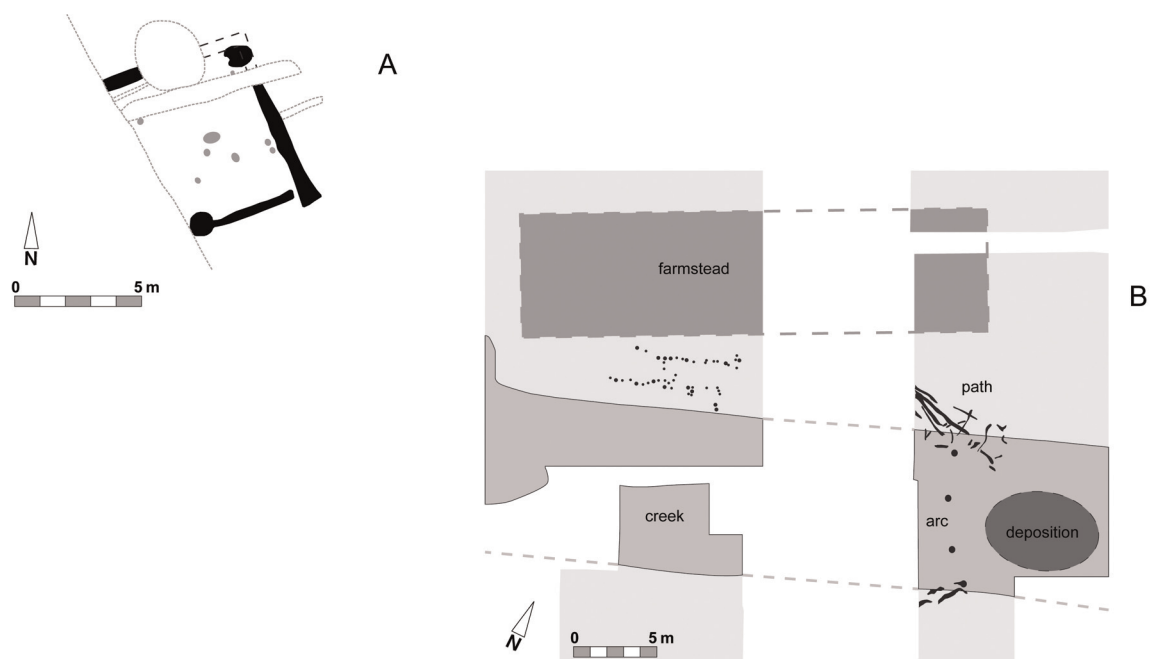 A
N
0 5 m
B
farmstead
path
creek
arc
deposition
N
0 5 m